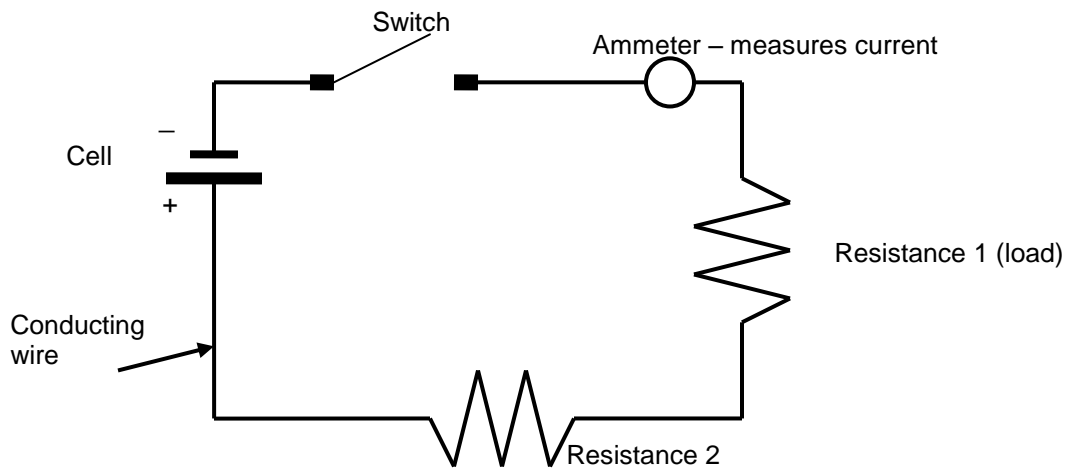 Switch
Ammeter – measures current
–
Cell
+
Resistance 1 (load)
Conducting
wire
Resistance 2